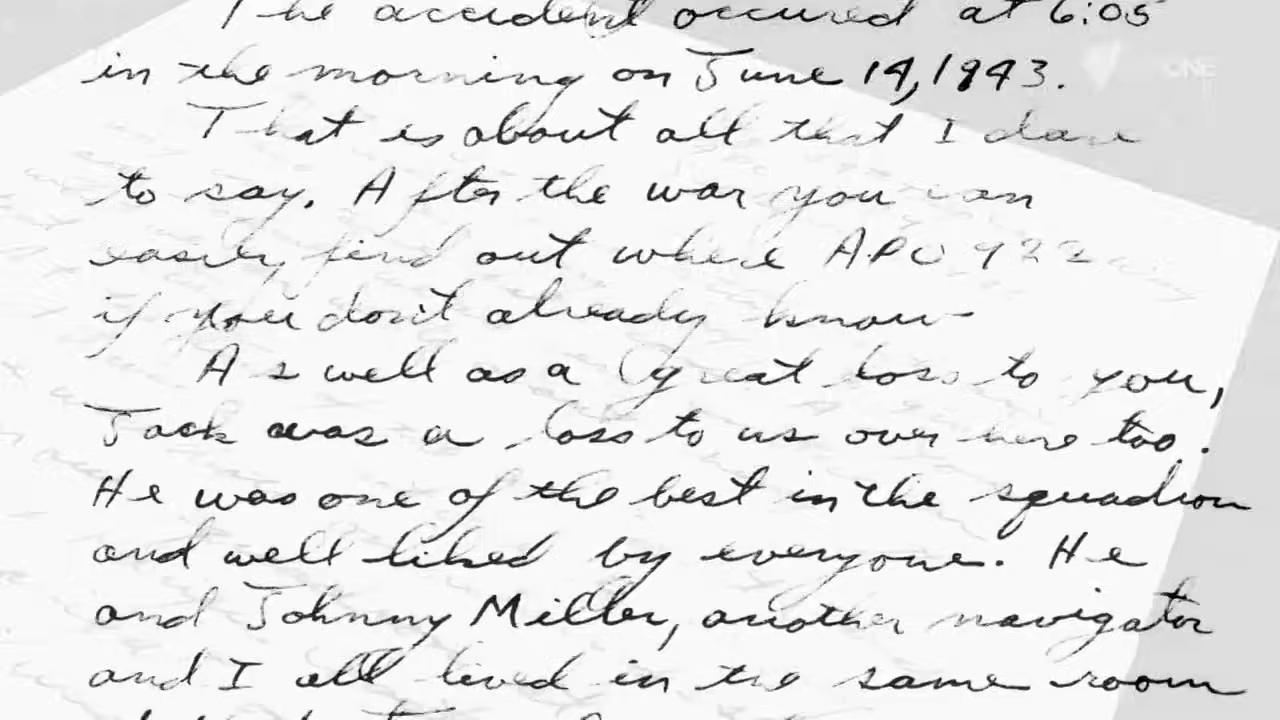 The accident occured at 6:05
in the morning on June 14, 1943.
That is about all that I dare
to say. After the war you can
easily find out where A.P.O 922
if you don't already know
As well as a great loss to you,
Jack was a loss to us over here too.
He was one of the best in the squadron
and well liked by everyone. He
and Johnny Miller, another navigator
and I all lived in the same room
ONE